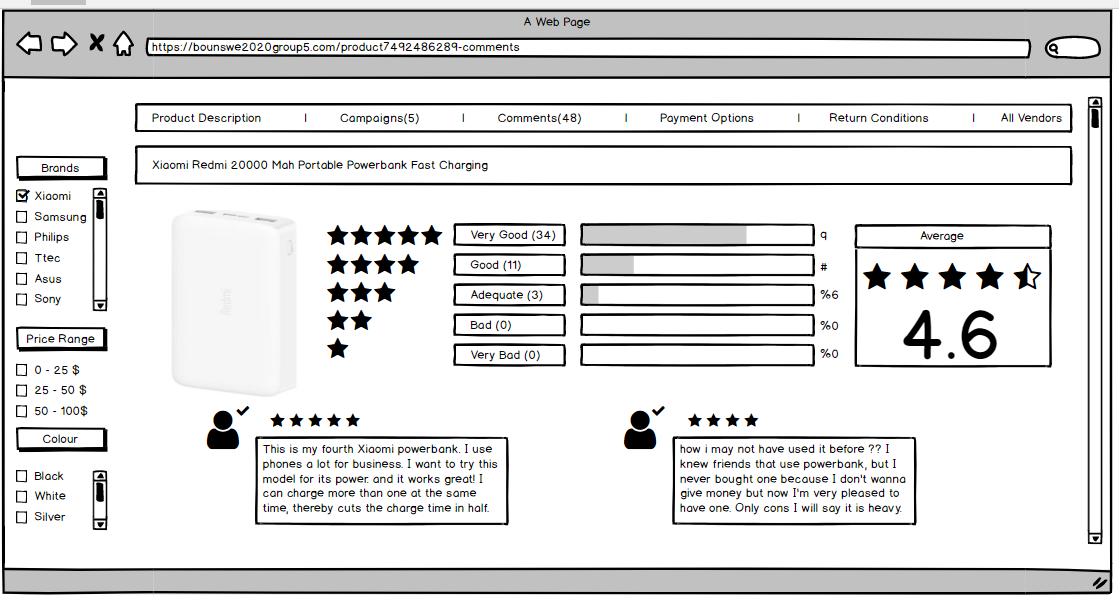 A Web Page
https://bounswe2020group5.com/product7492486289-comments
Product Description | Campaigns(5) | Comments(48) | Payment Options | Return Conditions | All Vendors
Xiaomi Redmi 20000 Mah Portable Powerbank Fast Charging
Brands
Xiaomi
Samsung
Philips
Ttec
Asus
Sony
Price Range
0 - 25 $
25 - 50 $
50 - 100$
Colour
Black
White
Silver
Redmi
Very Good (34)
q
Good (11)
#
Adequate (3)
%6
Bad (0)
%0
Very Bad (0)
%0
Average
4.6
This is my fourth Xiaomi powerbank. I use
phones a lot for business. I want to try this
model for its power. and it works great! I
can charge more than one at the same
time, thereby cuts the charge time in half.
how i may not have used it before ?? I
knew friends that use powerbank, but I
never bought one because I don't wanna
give money but now I'm very pleased to
have one. Only cons I will say it is heavy.